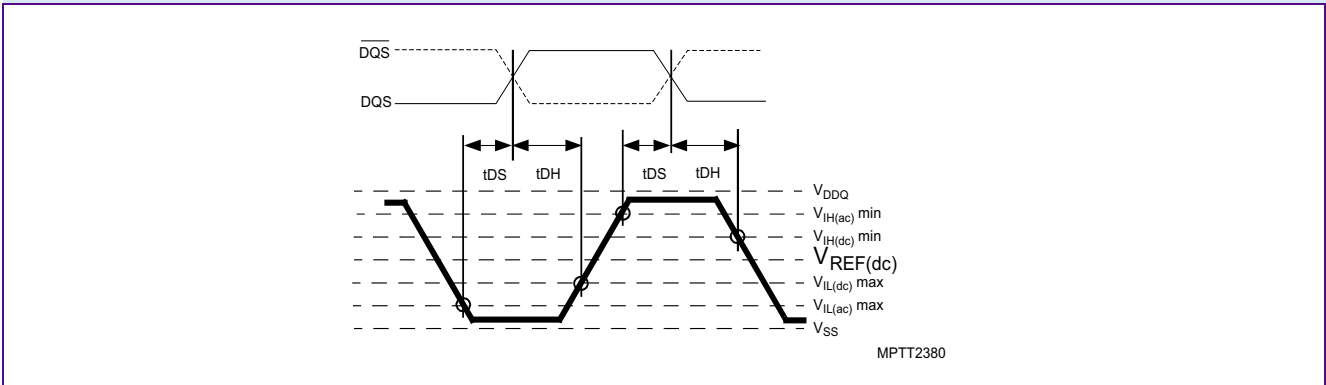 DQS
DQS
tDS tDH tDS tDH
VDDQ
VIH(ac) min
VIH(dc) min
VREF(dc)
VIL(dc) max
VIL(ac) max
VSS
MPTT2380